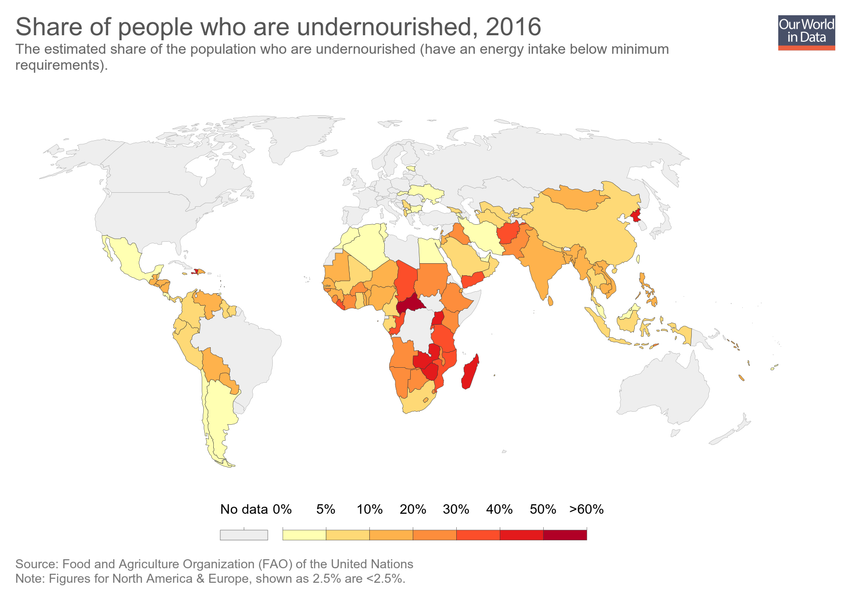 Share of people who are undernourished, 2016
Our World
in Data
The estimated share of the population who are undernourished (have an energy intake below minimum
requirements).
No data 0% 5% 10% 20% 30% 40% 50% >60%
Source: Food and Agriculture Organization (FAO) of the United Nations
Note: Figures for North America & Europe, shown as 2.5% are <2.5%.